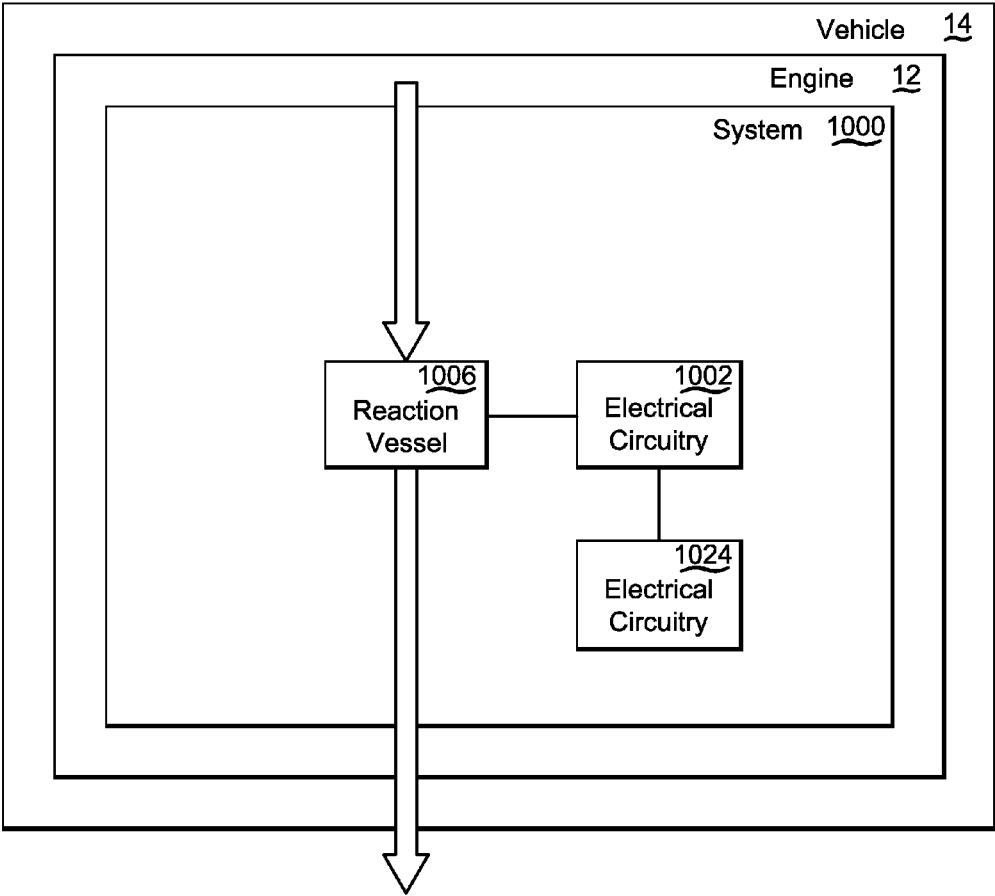 Vehicle 14
Engine 12
System 1000
1006
Reaction
Vessel
1002
Electrical
Circuitry
1024
Electrical
Circuitry